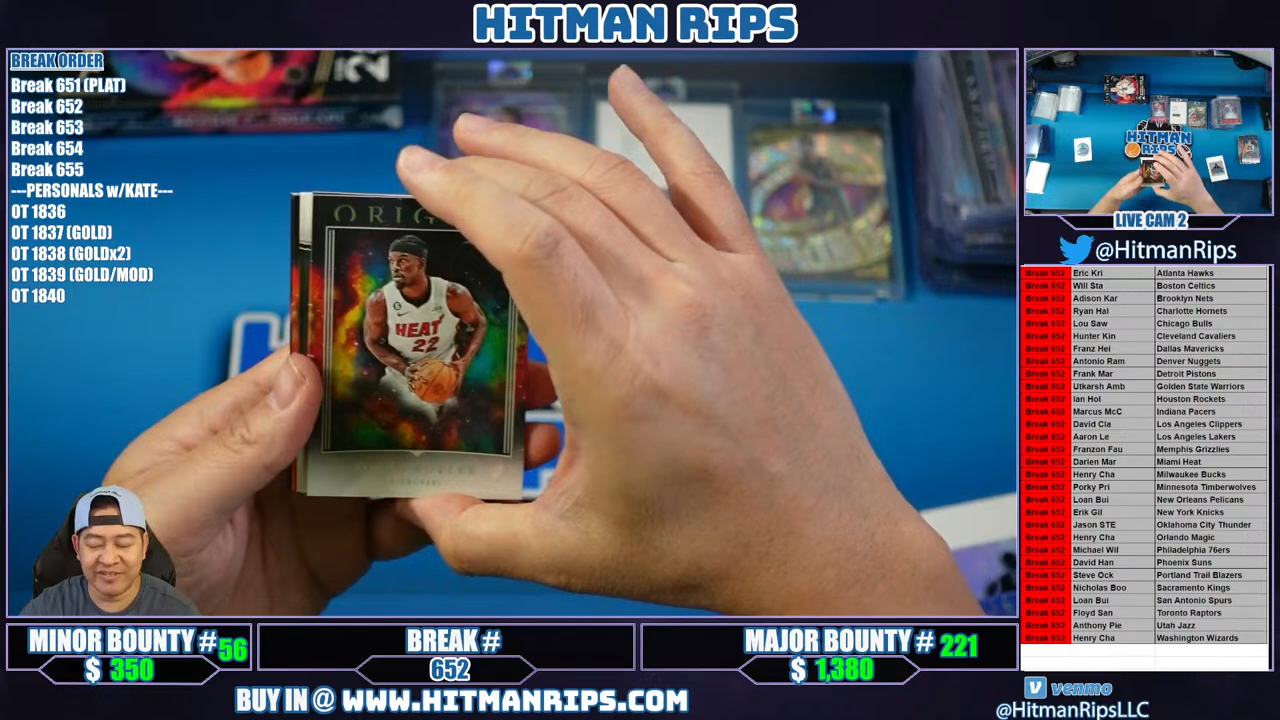 HITMAN RIPS
BREAK ORDER
Break 651 (PLAT)
Break 652
Break 653
Break 654
Break 655
---PERSONALS w/KATE---
OT 1836
OT 1837 (GOLD)
OT 1838 (GOLDx2)
OT 1839 (GOLD/MOD)
OT 1840
HEAT
22
HITMAN
RIPS
LIVE CAM 2
@HitmanRips
Break 652 Eric Kri Atlanta Hawks
Break 652 Will Sta Boston Celtics
Break 652 Adison Kar Brooklyn Nets
Break 652 Ryan Hal Charlotte Hornets
Break 652 Lou Saw Chicago Bulls
Break 652 Hunter Kin Cleveland Cavaliers
Break 652 Franz Hei Dallas Mavericks
Break 652 Antonio Ram Denver Nuggets
Break 652 Frank Mar Detroit Pistons
Break 652 Utkarsh Amb Golden State Warriors
Break 652 Ian Hol Houston Rockets
Break 652 Marcus McC Indiana Pacers
Break 652 David Cla Los Angeles Clippers
Break 652 Aaron Le Los Angeles Lakers
Break 652 Franzon Fau Memphis Grizzlies
Break 652 Darien Mar Miami Heat
Break 652 Henry Cha Milwaukee Bucks
Break 652 Porky Pri Minnesota Timberwolves
Break 652 Loan Bui New Orleans Pelicans
Break 652 Erik Gil New York Knicks
Break 652 Jason STE Oklahoma City Thunder
Break 652 Henry Cha Orlando Magic
Break 652 Michael Wil Philadelphia 76ers
Break 652 David Han Phoenix Suns
Break 652 Steve Ock Portland Trail Blazers
Break 652 Nicholas Boo Sacramento Kings
Break 652 Loan Bui San Antonio Spurs
Break 652 Floyd San Toronto Raptors
Break 652 Anthony Pie Utah Jazz
Break 652 Henry Cha Washington Wizards
MINOR BOUNTY # 56
$ 350
BREAK #
652
MAJOR BOUNTY # 221
$ 1,380
BUY IN @ WWW.HITMANRIPS.COM
venmo
@HitmanRipsLLC